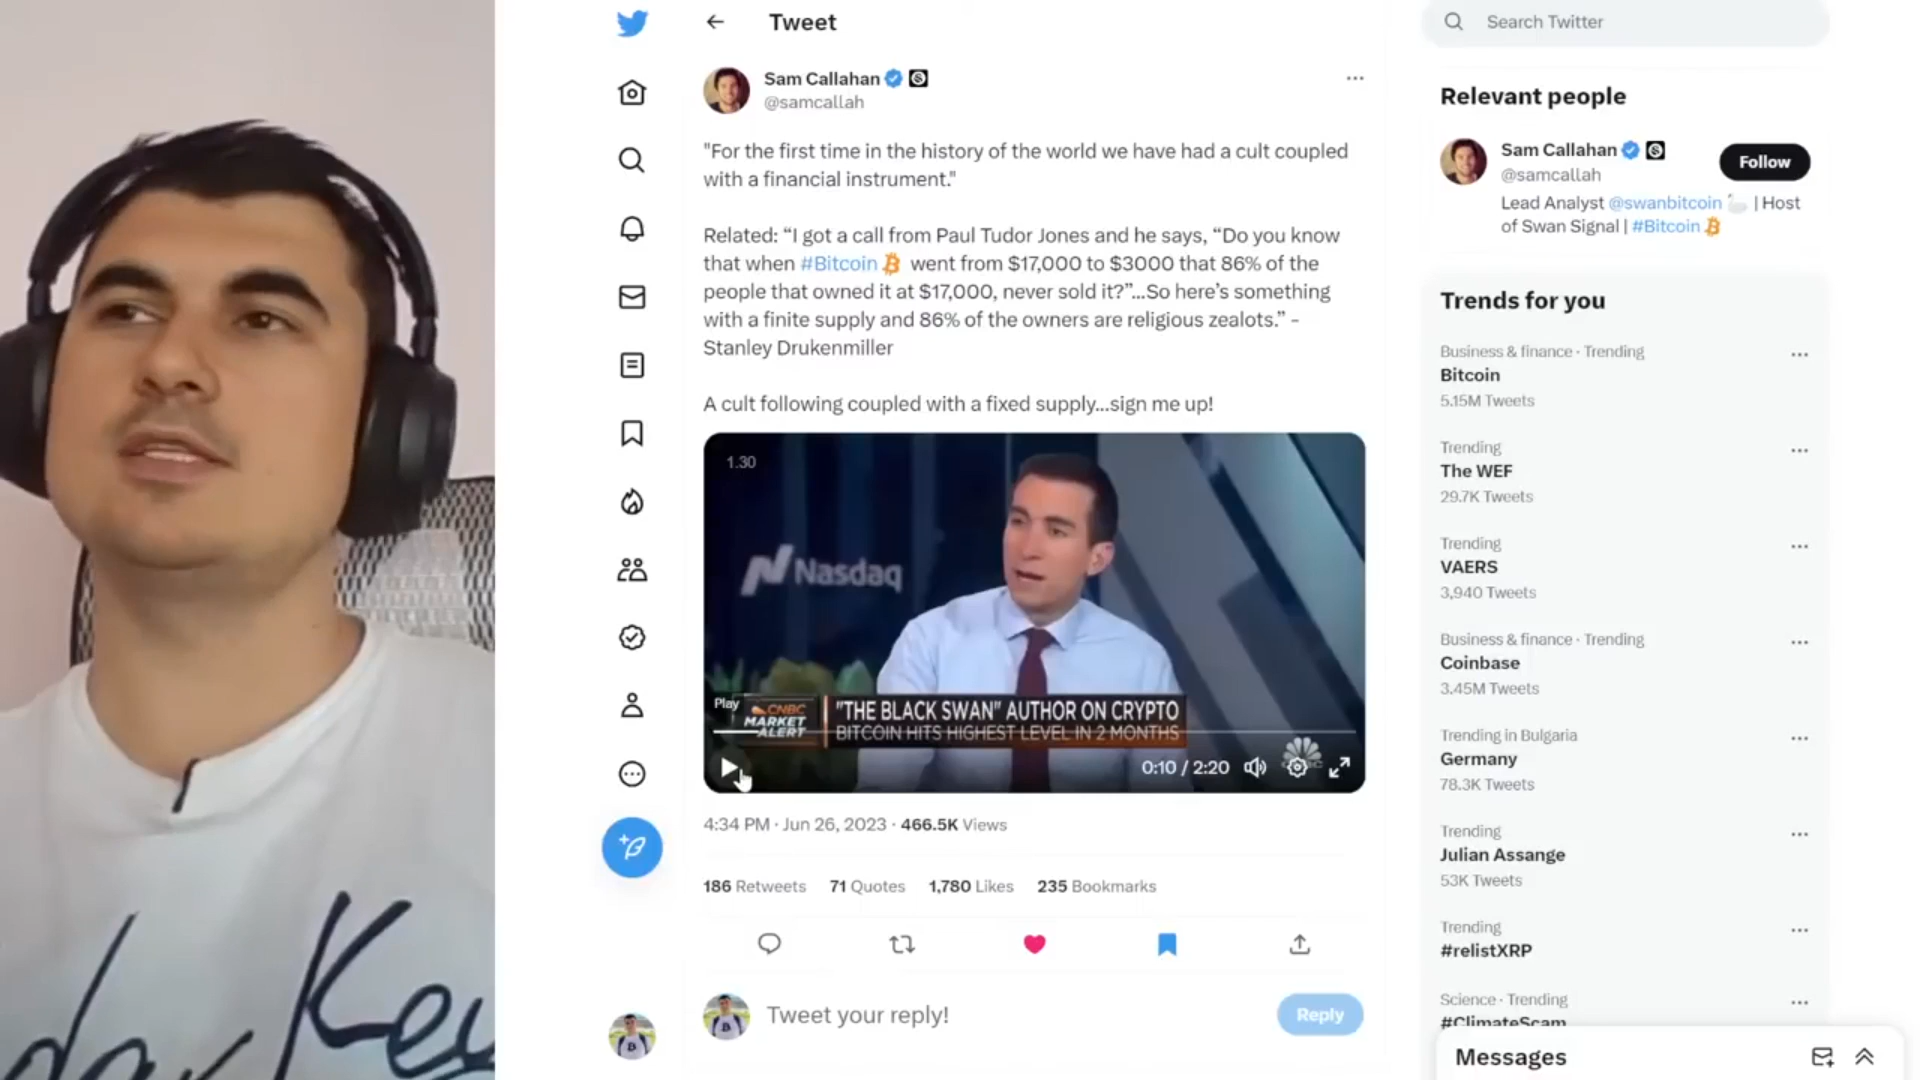 Tweet
Search Twitter
Sam Callahan
@samcallah
"For the first time in the history of the world we have had a cult coupled
with a financial instrument."
Related: “I got a call from Paul Tudor Jones and he says, “Do you know
that when #Bitcoin went from $17,000 to $3000 that 86% of the
people that owned it at $17,000, never sold it?”...So here’s something
with a finite supply and 86% of the owners are religious zealots.” –
Stanley Drukenmiller
A cult following coupled with a fixed supply...sign me up!
1.30
Nasdaq
Play
CNBC
MARKET
ALERT
"THE BLACK SWAN" AUTHOR ON CRYPTO
BITCOIN HITS HIGHEST LEVEL IN 2 MONTHS
0:10 / 2:20
4:34 PM · Jun 26, 2023 · 466.5K Views
186 Retweets 71 Quotes 1,780 Likes 235 Bookmarks
Tweet your reply!
Reply
Relevant people
Sam Callahan
@samcallah
Follow
Lead Analyst @swanbitcoin | Host
of Swan Signal | #Bitcoin
Trends for you
Business & finance · Trending
Bitcoin
5.15M Tweets
Trending
The WEF
29.7K Tweets
Trending
VAERS
3,940 Tweets
Business & finance · Trending
Coinbase
3.45M Tweets
Trending in Bulgaria
Germany
78.3K Tweets
Trending
Julian Assange
53K Tweets
Trending
#relistXRP
Science · Trending
#ClimateScam
Messages